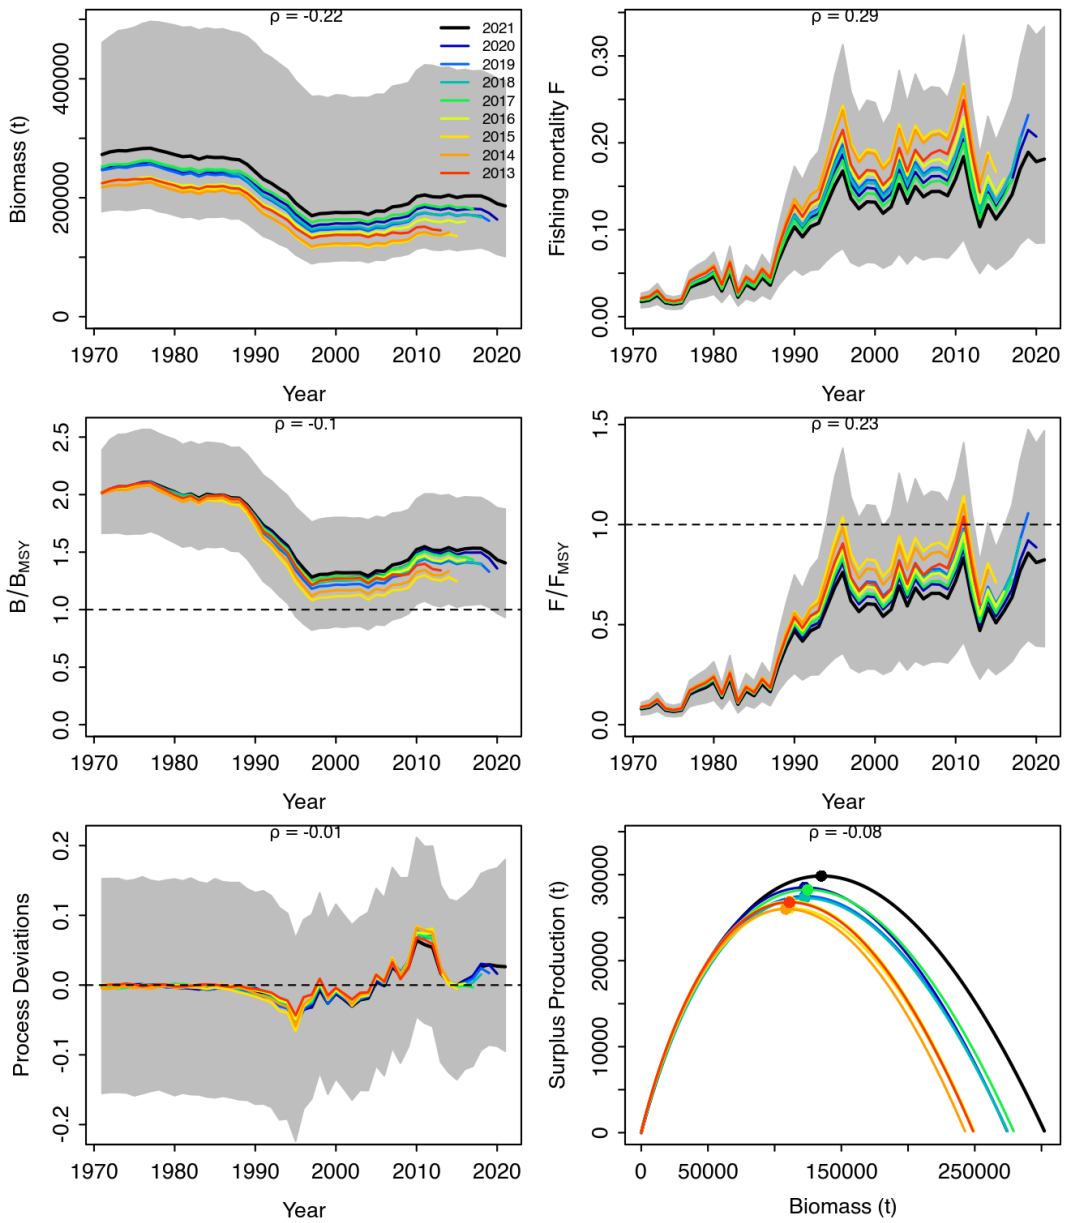 ρ = -0.22
Biomass (t)
400000
200000
0
2021
2020
2019
2018
2017
2016
2015
2014
2013
1970 1980 1990 2000 2010 2020
Year
ρ = 0.29
Fishing mortality F
0.30
0.20
0.10
0.00
1970 1980 1990 2000 2010 2020
Year
ρ = -0.1
B/BMSY
2.5
2.0
1.5
1.0
0.5
0.0
1970 1980 1990 2000 2010 2020
Year
ρ = 0.23
F/FMSY
1.5
1.0
0.5
0.0
1970 1980 1990 2000 2010 2020
Year
ρ = -0.01
Process Deviations
0.2
0.1
0.0
-0.1
-0.2
1970 1980 1990 2000 2010 2020
Year
ρ = -0.08
Surplus Production (t)
30000
20000
10000
0
0 50000 150000 250000
Biomass (t)